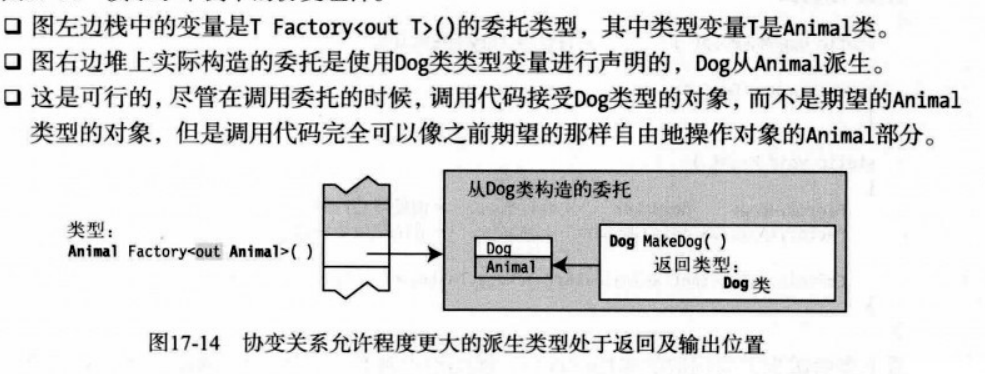 □ 图左边栈中的变量是T Factory<out T>()的委托类型，其中类型变量T是Animal类。
□ 图右边堆上实际构造的委托是使用Dog类类型变量进行声明的，Dog从Animal派生。
□ 这是可行的，尽管在调用委托的时候，调用代码接受Dog类型的对象，而不是期望的Animal
类型的对象，但是调用代码完全可以像之前期望的那样自由地操作对象的Animal部分。
从Dog类构造的委托
类型：
Animal Factory<out Animal>( )
Dog
Animal
Dog MakeDog( )
返回类型：
Dog类
图17-14 协变关系允许程度更大的派生类型处于返回及输出位置